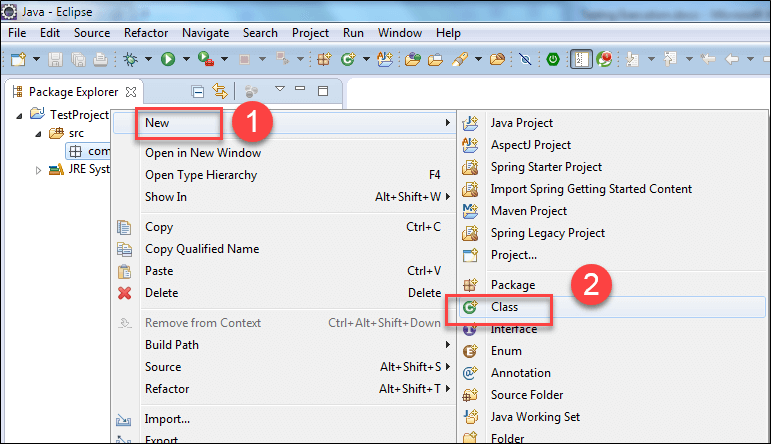 Java - Eclipse
File Edit Source Refactor Navigate Search Project Run Window Help
Package Explorer
TestProject
src
com
JRE Syst
New
Open in New Window
Open Type Hierarchy F4
Show In Alt+Shift+W
Copy Ctrl+C
Copy Qualified Name
Paste Ctrl+V
Delete Delete
Remove from Context Ctrl+Alt+Shift+Down
Build Path
Source Alt+Shift+S
Refactor Alt+Shift+T
Import...
Export
1
Java Project
AspectJ Project
Spring Starter Project
Import Spring Getting Started Content
Maven Project
Spring Legacy Project
Project...
Package
2
Class
Interface
Enum
Annotation
Source Folder
Java Working Set
Folder